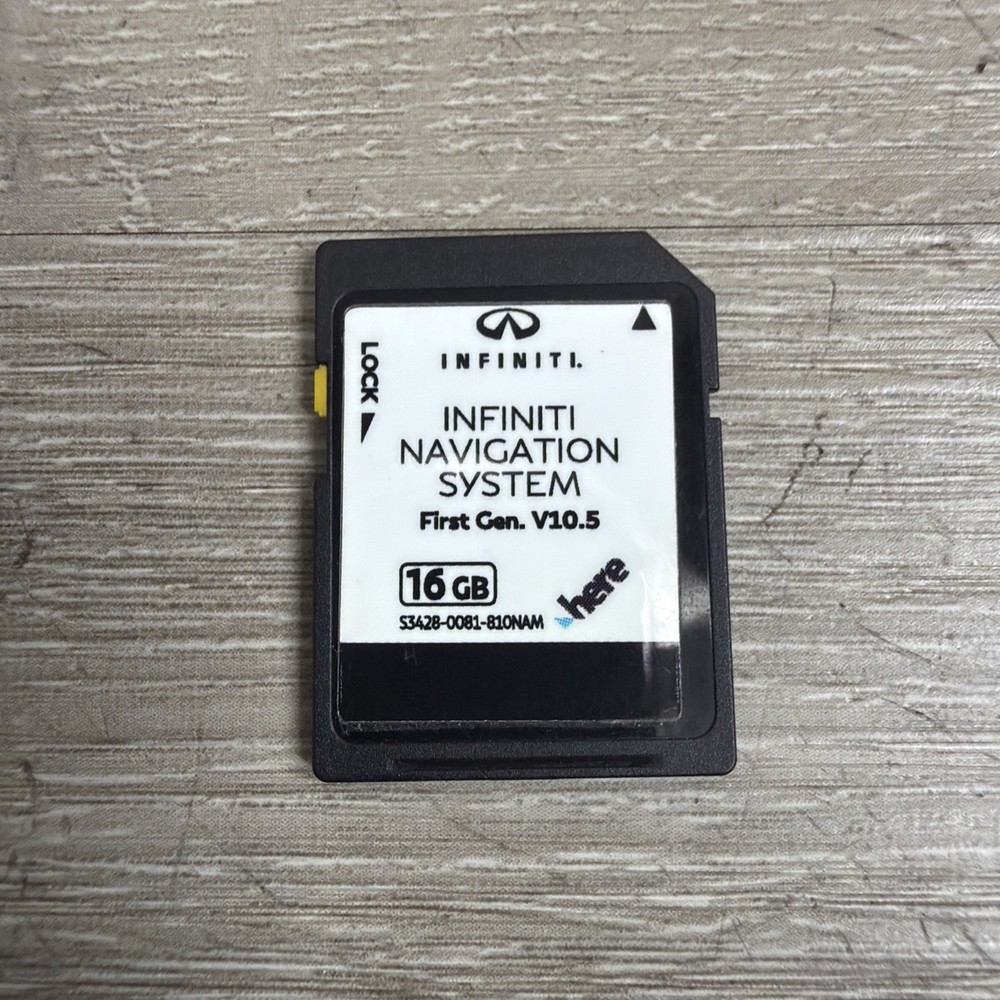 INFINITI.
LOCK
INFINITI
NAVIGATION
SYSTEM
First Gen. V10.5
16 GB
S3428-0081-810NAM
here